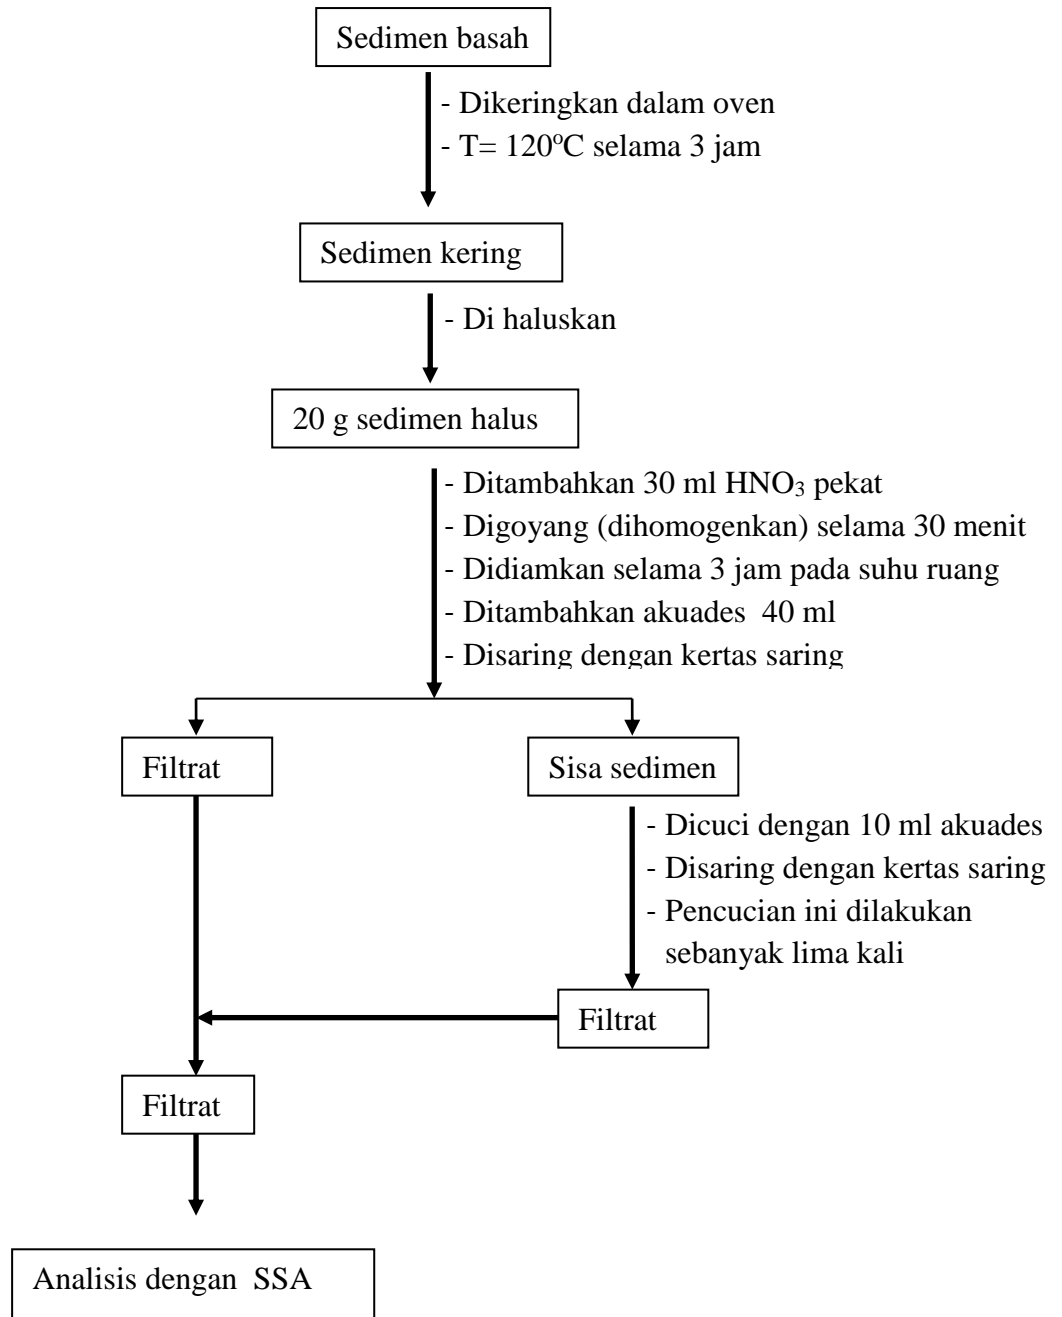 Sedimen basah
- Dikeringkan dalam oven
- T= 120°C selama 3 jam
Sedimen kering
- Di haluskan
20 g sedimen halus
- Ditambahkan 30 ml HNO₃ pekat
- Digoyang (dihomogenkan) selama 30 menit
- Didiamkan selama 3 jam pada suhu ruang
- Ditambahkan akuades 40 ml
- Disaring dengan kertas saring
Filtrat
Sisa sedimen
- Dicuci dengan 10 ml akuades
- Disaring dengan kertas saring
- Pencucian ini dilakukan
sebanyak lima kali
Filtrat
Filtrat
Analisis dengan SSA